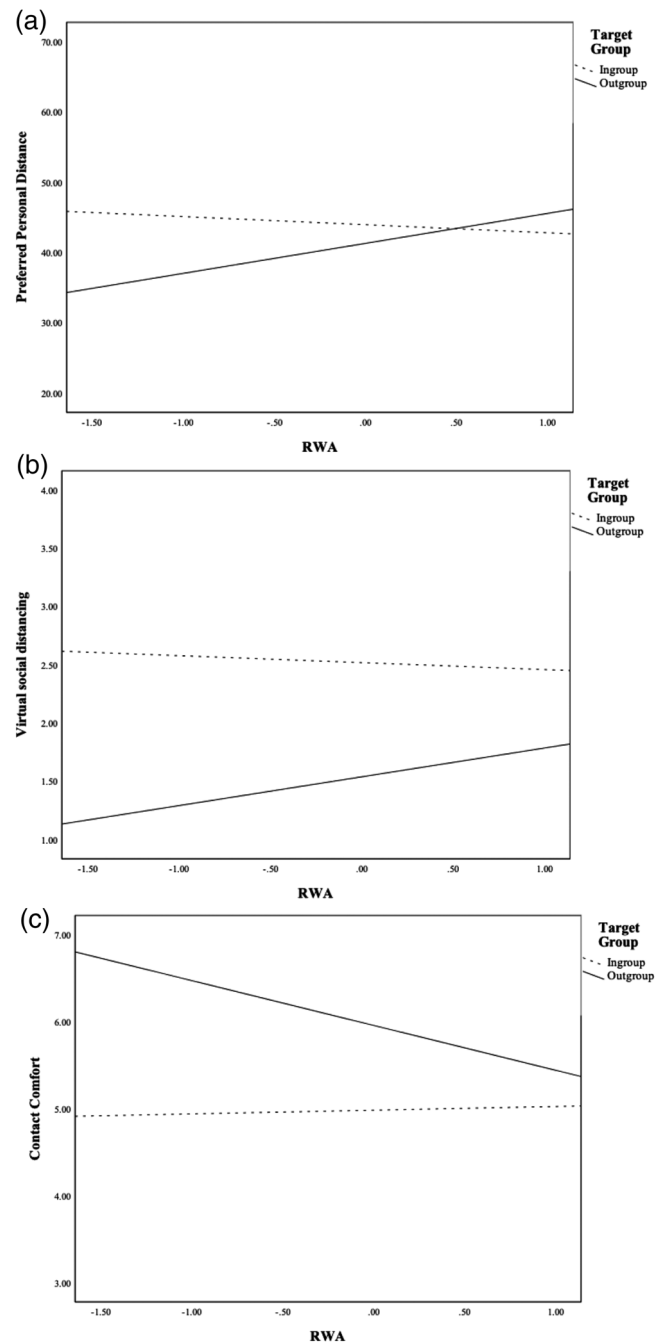 (a)
Target
Group
Ingroup
Outgroup
70.00
60.00
50.00
40.00
30.00
20.00
Preferred Personal Distance
-1.50 -1.00 -.50 .00 .50 1.00
RWA
(b)
Target
Group
Ingroup
Outgroup
4.00
3.50
3.00
2.50
2.00
1.50
1.00
Virtual social distancing
-1.50 -1.00 -.50 .00 .50 1.00
RWA
(c)
Target
Group
Ingroup
Outgroup
7.00
6.00
5.00
4.00
3.00
Contact Comfort
-1.50 -1.00 -.50 .00 .50 1.00
RWA